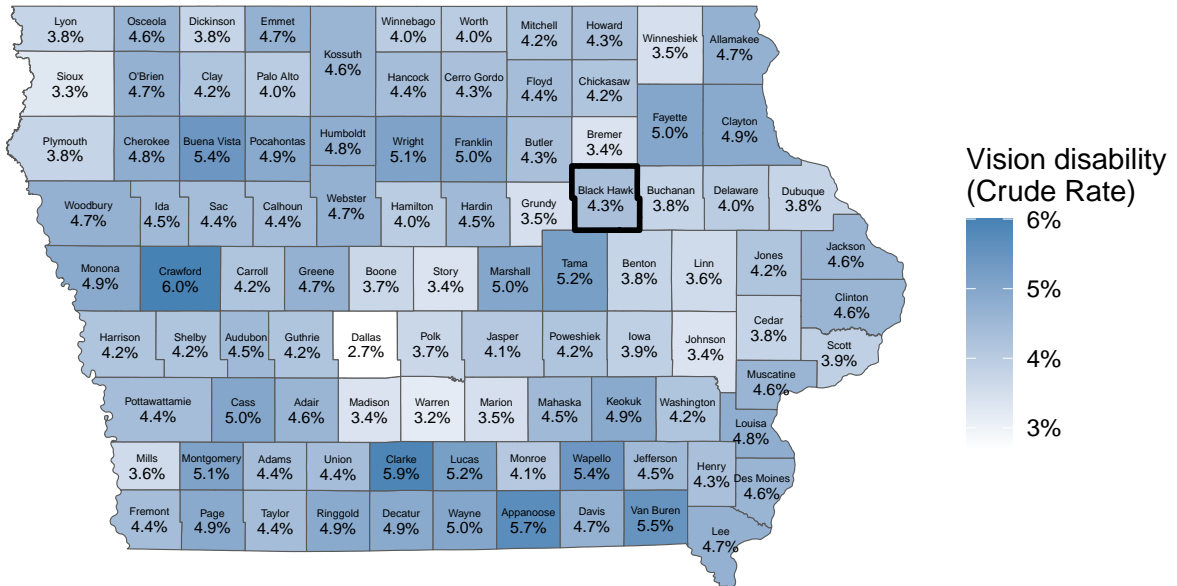 Lyon
3.8%
Osceola
4.6%
Dickinson
3.8%
Emmet
4.7%
Kossuth
4.6%
Winnebago
4.0%
Worth
4.0%
Mitchell
4.2%
Howard
4.3%
Winneshiek
3.5%
Allamakee
4.7%
Sioux
3.3%
O'Brien
4.7%
Clay
4.2%
Palo Alto
4.0%
Hancock
4.4%
Cerro Gordo
4.3%
Floyd
4.4%
Chickasaw
4.2%
Fayette
5.0%
Clayton
4.9%
Plymouth
3.8%
Cherokee
4.8%
Buena Vista
5.4%
Pocahontas
4.9%
Humboldt
4.8%
Wright
5.1%
Franklin
5.0%
Butler
4.3%
Bremer
3.4%
Woodbury
4.7%
Ida
4.5%
Sac
4.4%
Calhoun
4.4%
Webster
4.7%
Hamilton
4.0%
Hardin
4.5%
Grundy
3.5%
Black Hawk
4.3%
Buchanan
3.8%
Delaware
4.0%
Dubuque
3.8%
Monona
4.9%
Crawford
6.0%
Carroll
4.2%
Greene
4.7%
Boone
3.7%
Story
3.4%
Marshall
5.0%
Tama
5.2%
Benton
3.8%
Linn
3.6%
Jones
4.2%
Jackson
4.6%
Clinton
4.6%
Harrison
4.2%
Shelby
4.2%
Audubon
4.5%
Guthrie
4.2%
Dallas
2.7%
Polk
3.7%
Jasper
4.1%
Poweshiek
4.2%
Iowa
3.9%
Johnson
3.4%
Cedar
3.8%
Scott
3.9%
Muscatine
4.6%
Pottawattamie
4.4%
Cass
5.0%
Adair
4.6%
Madison
3.4%
Warren
3.2%
Marion
3.5%
Mahaska
4.5%
Keokuk
4.9%
Washington
4.2%
Louisa
4.8%
Mills
3.6%
Montgomery
5.1%
Adams
4.4%
Union
4.4%
Clarke
5.9%
Lucas
5.2%
Monroe
4.1%
Wapello
5.4%
Jefferson
4.5%
Henry
4.3%
Des Moines
4.6%
Fremont
4.4%
Page
4.9%
Taylor
4.4%
Ringgold
4.9%
Decatur
4.9%
Wayne
5.0%
Appanoose
5.7%
Davis
4.7%
Van Buren
5.5%
Lee
4.7%
Vision disability
(Crude Rate)
6%
5%
4%
3%